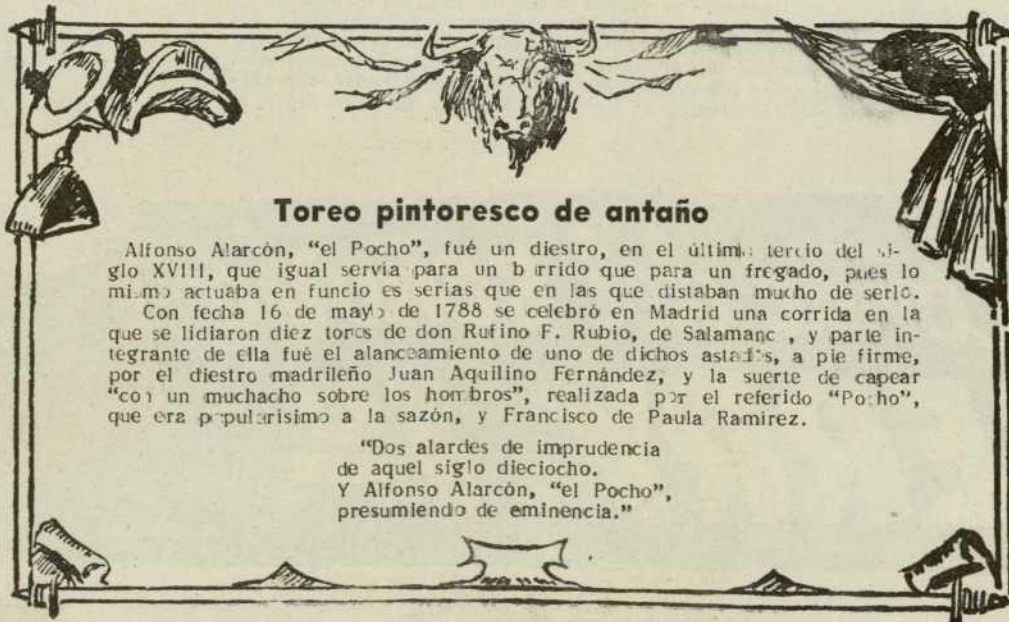 Toreo pintoresco de antaño
Alfonso Alarcón, "el Pocho", fué un diestro, en el último tercio del si-
glo XVIII, que igual servía para un barrido que para un fregado, pues lo
mismo actuaba en funciones serias que en las que distaban mucho de serlo.
Con fecha 16 de mayo de 1788 se celebró en Madrid una corrida en la
que se lidiaron diez toros de don Rufino F. Rubio, de Salamanc , y parte in-
tegrante de ella fué el alanceamiento de uno de dichos astados, a pie firme,
por el diestro madrileño Juan Aquilino Fernández, y la suerte de capear
"con un muchacho sobre los hombros", realizada por el referido "Pocho",
que era popularísimo a la sazón, y Francisco de Paula Ramírez.
"Dos alardes de imprudencia
de aquel siglo dieciocho.
Y Alfonso Alarcón, "el Pocho",
presumiendo de eminencia."